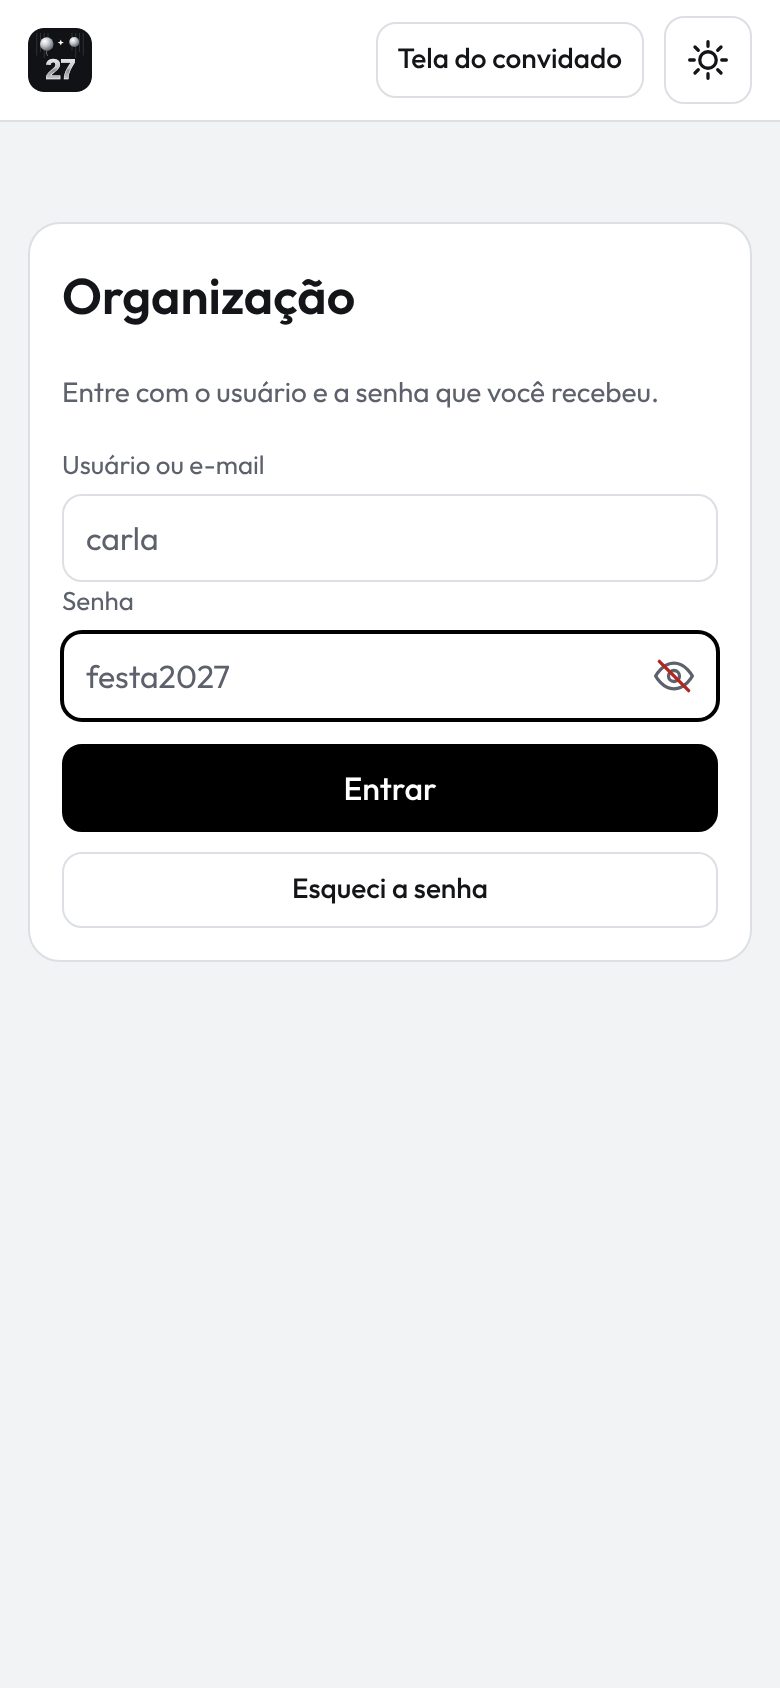 27
Tela do convidado
Organização
Entre com o usuário e a senha que você recebeu.
Usuário ou e-mail
carla
Senha
festa2027
Entrar
Esqueci a senha